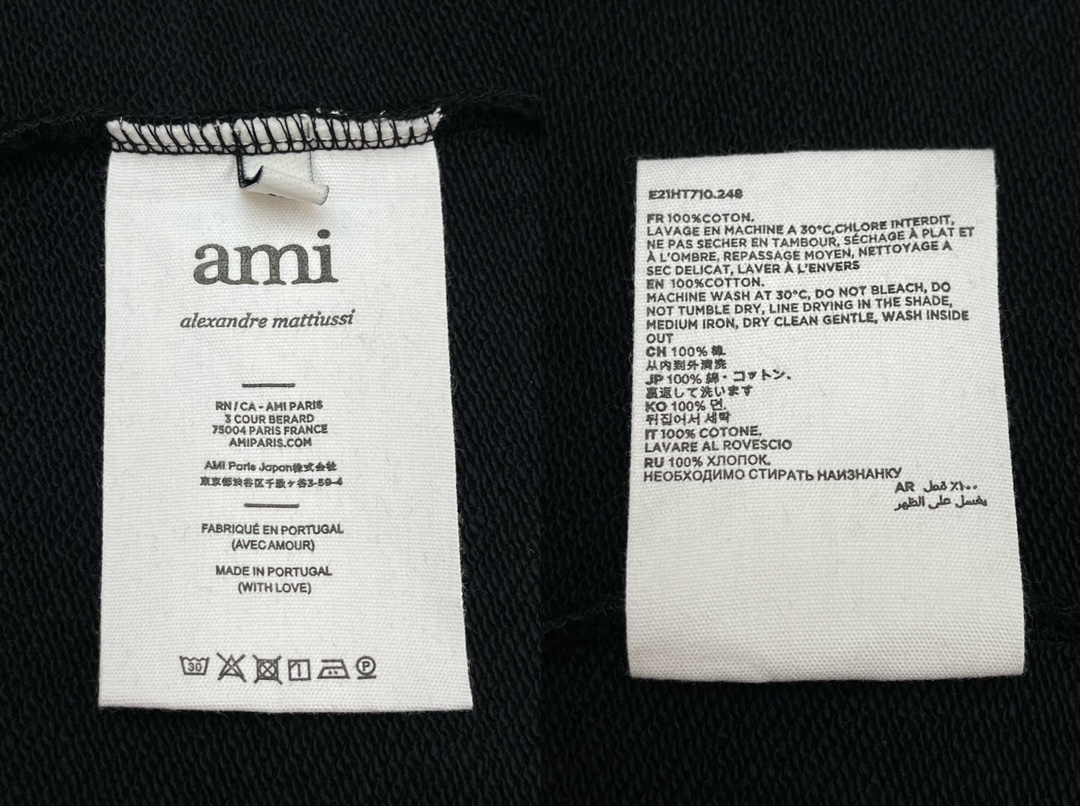 ami
alexandre mattiussi
RN / CA - AMI PARIS
3 COUR BERARD
75004 PARIS FRANCE
AMIPARIS.COM
AMI Paris Japan株式会社
東京都渋谷区千駄ヶ谷3-59-4
FABRIQUÉ EN PORTUGAL
(AVEC AMOUR)
MADE IN PORTUGAL
(WITH LOVE)
30
P
E21HT710.248
FR 100%COTON.
LAVAGE EN MACHINE A 30°C,CHLORE INTERDIT,
NE PAS SECHER EN TAMBOUR, SÉCHAGE À PLAT ET
À L'OMBRE, REPASSAGE MOYEN, NETTOYAGE A
SEC DELICAT, LAVER À L'ENVERS
EN 100%COTTON.
MACHINE WASH AT 30°C, DO NOT BLEACH, DO
NOT TUMBLE DRY, LINE DRYING IN THE SHADE,
MEDIUM IRON, DRY CLEAN GENTLE, WASH INSIDE
OUT
CH 100% 棉.
从内到外清洗
JP 100% 綿・コットン.
裏返して洗います
KO 100% 면.
뒤집어서 세탁
IT 100% COTONE.
LAVARE AL ROVESCIO
RU 100% ХЛОПОК.
НЕОБХОДИМО СТИРАТЬ НАИЗНАНКУ
AR ٪١٠٠
يغسل على الظهر